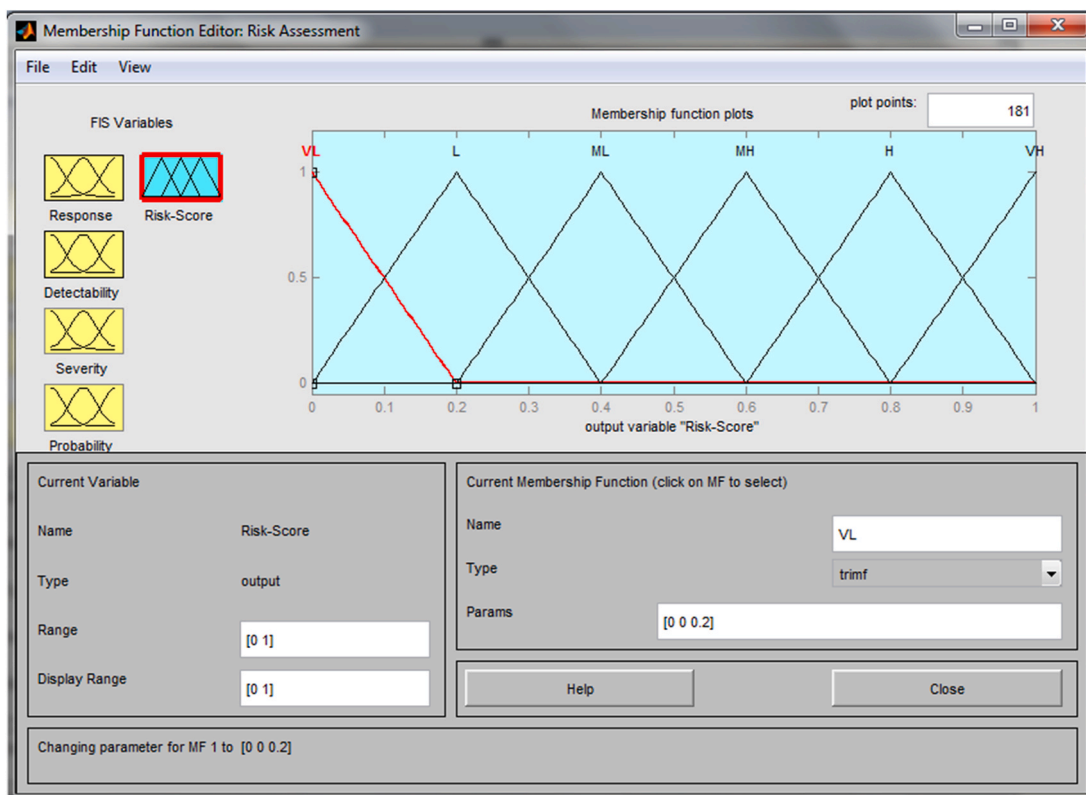 Membership Function Editor: Risk Assessment
File Edit View
FIS Variables
Response
Risk-Score
Detectability
Severity
Probability
Membership function plots
plot points:
181
VL L ML MH H VH
1
0.5
0
0 0.1 0.2 0.3 0.4 0.5 0.6 0.7 0.8 0.9 1
output variable "Risk-Score"
Current Variable
Name Risk-Score
Type output
Range [0 1]
Display Range [0 1]
Current Membership Function (click on MF to select)
Name VL
Type trimf
Params [0 0 0.2]
Help Close
Changing parameter for MF 1 to [0 0 0.2]